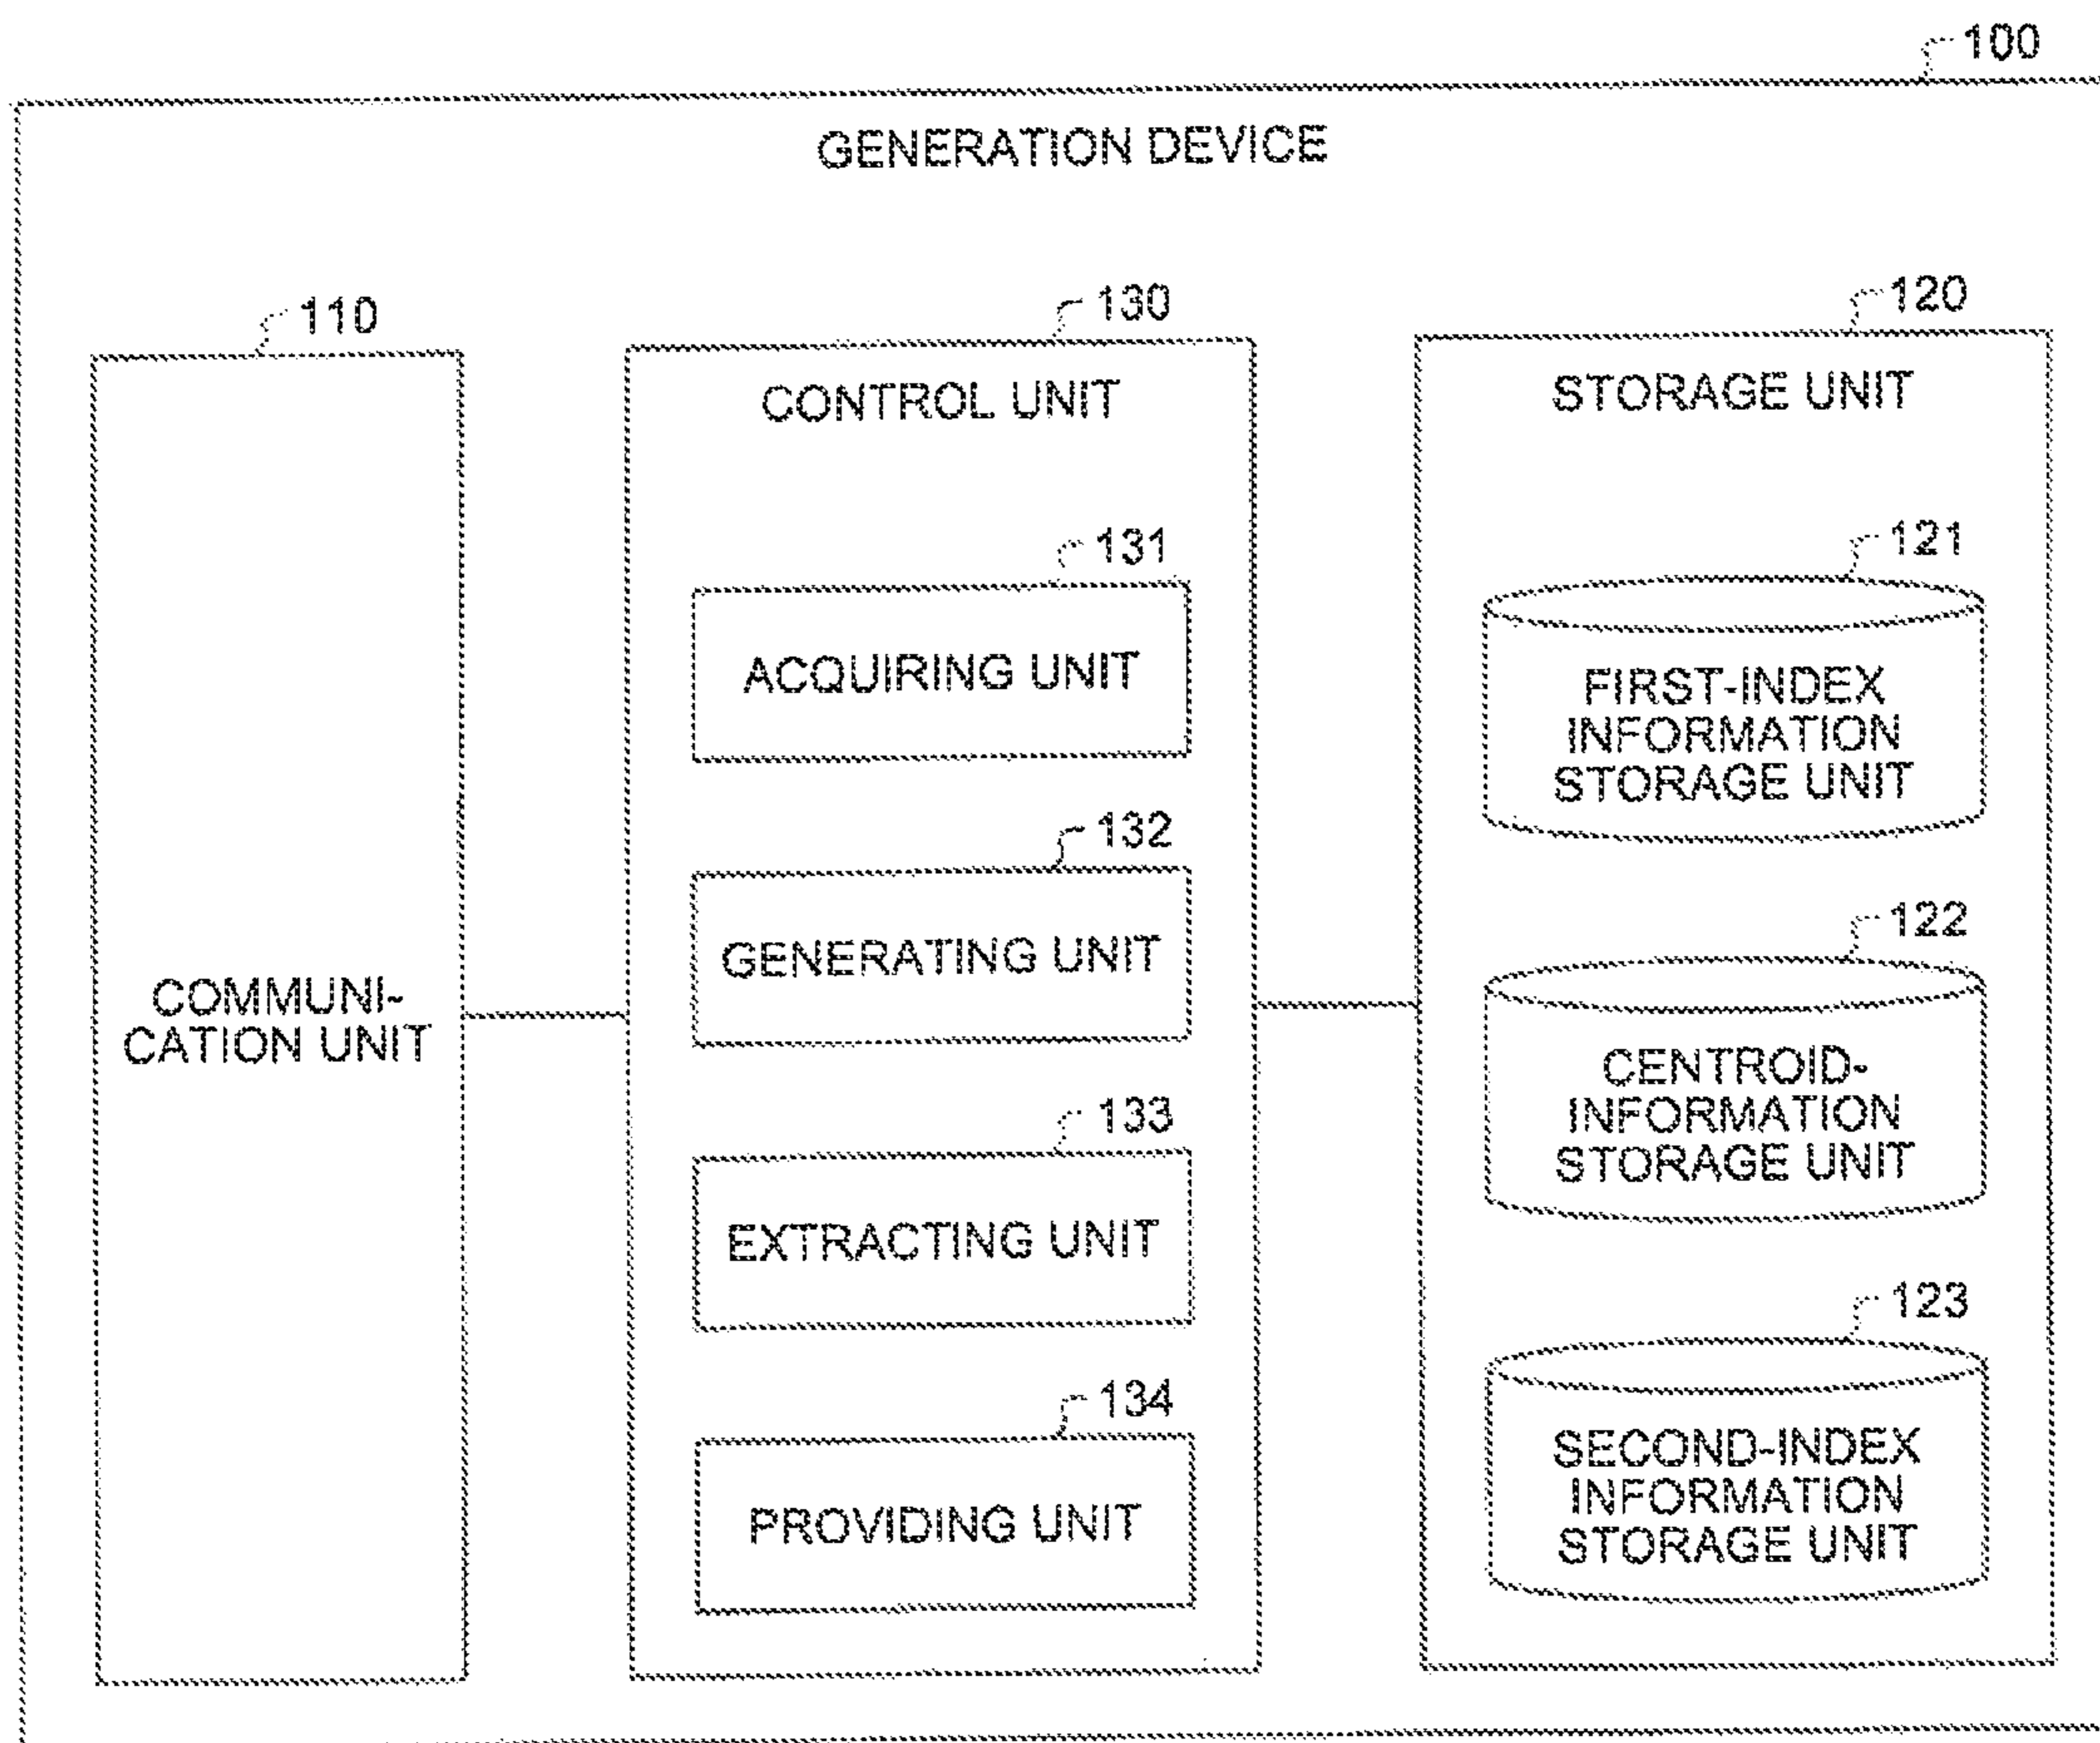 100
GENERATION DEVICE
110
COMMUNI-
CATION UNIT
130
CONTROL UNIT
131
ACQUIRING UNIT
132
GENERATING UNIT
133
EXTRACTING UNIT
134
PROVIDING UNIT
120
STORAGE UNIT
121
FIRST-INDEX
INFORMATION
STORAGE UNIT
122
CENTROID-
INFORMATION
STORAGE UNIT
123
SECOND-INDEX
INFORMATION
STORAGE UNIT